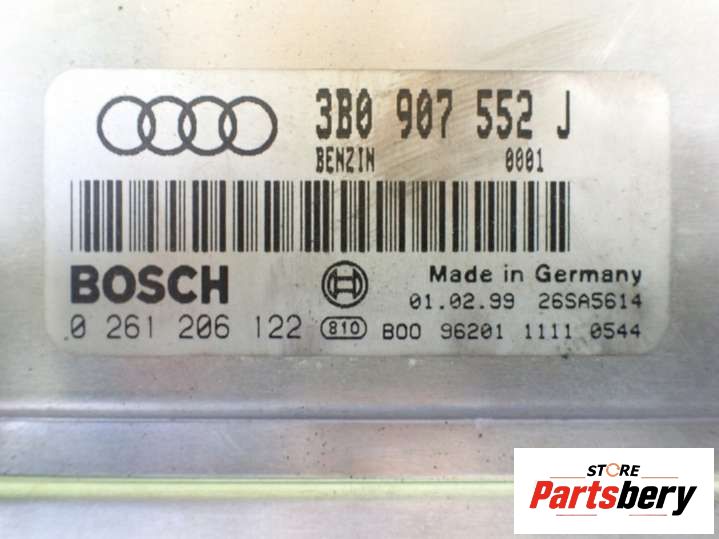 3B0 907 552 J
BENZIN 0001
BOSCH
Made in Germany
01.02.99 26SA5614
0 261 206 122 810 B00 96201 1111 0544
STORE
Partsbery